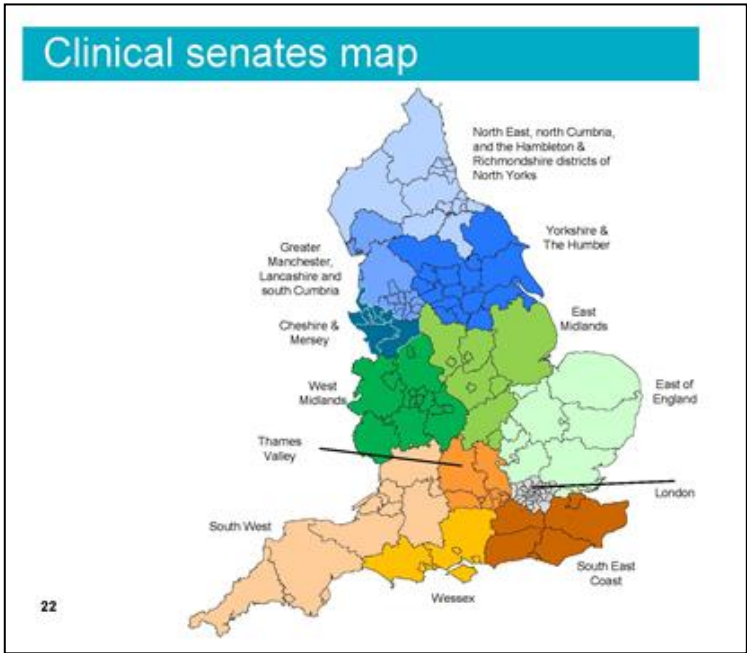 Clinical senates map
North East, north Cumbria,
and the Hambleton &
Richmondshire districts of
North Yorks
Yorkshire &
The Humber
Greater
Manchester,
Lancashire and
south Cumbria
Cheshire &
Mersey
East
Midlands
West
Midlands
East of
England
Thames
Valley
London
South West
South East
Coast
Wessex
22